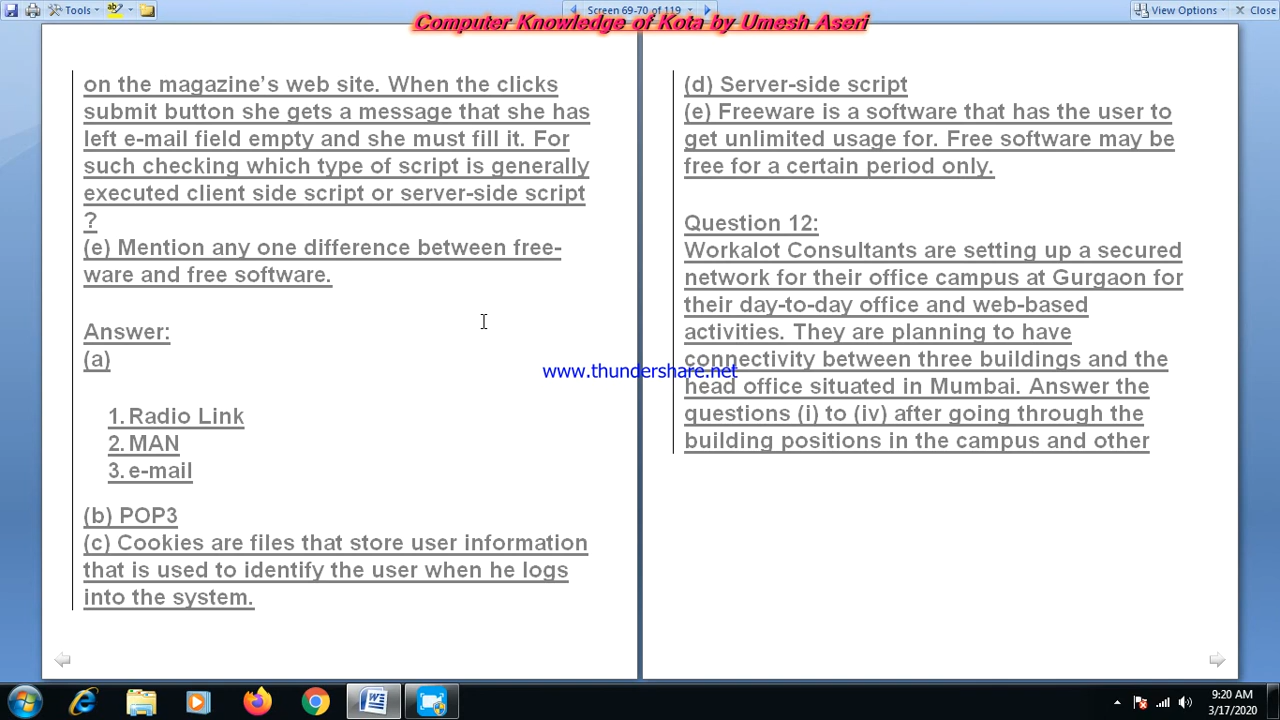 Tools
Screen 69-70 of 119
View Options
Close
Computer Knowledge of Kota by Umesh Aseri
on the magazine's web site. When the clicks
submit button she gets a message that she has
left e-mail field empty and she must fill it. For
such checking which type of script is generally
executed client side script or server-side script
?
(e) Mention any one difference between free-
ware and free software.
Answer:
(a)
1. Radio Link
2. MAN
3. e-mail
(b) POP3
(c) Cookies are files that store user information
that is used to identify the user when he logs
into the system.
(d) Server-side script
(e) Freeware is a software that has the user to
get unlimited usage for. Free software may be
free for a certain period only.
Question 12:
Workalot Consultants are setting up a secured
network for their office campus at Gurgaon for
their day-to-day office and web-based
activities. They are planning to have
connectivity between three buildings and the
head office situated in Mumbai. Answer the
questions (i) to (iv) after going through the
building positions in the campus and other
www.thundershare.net
9:20 AM
3/17/2020